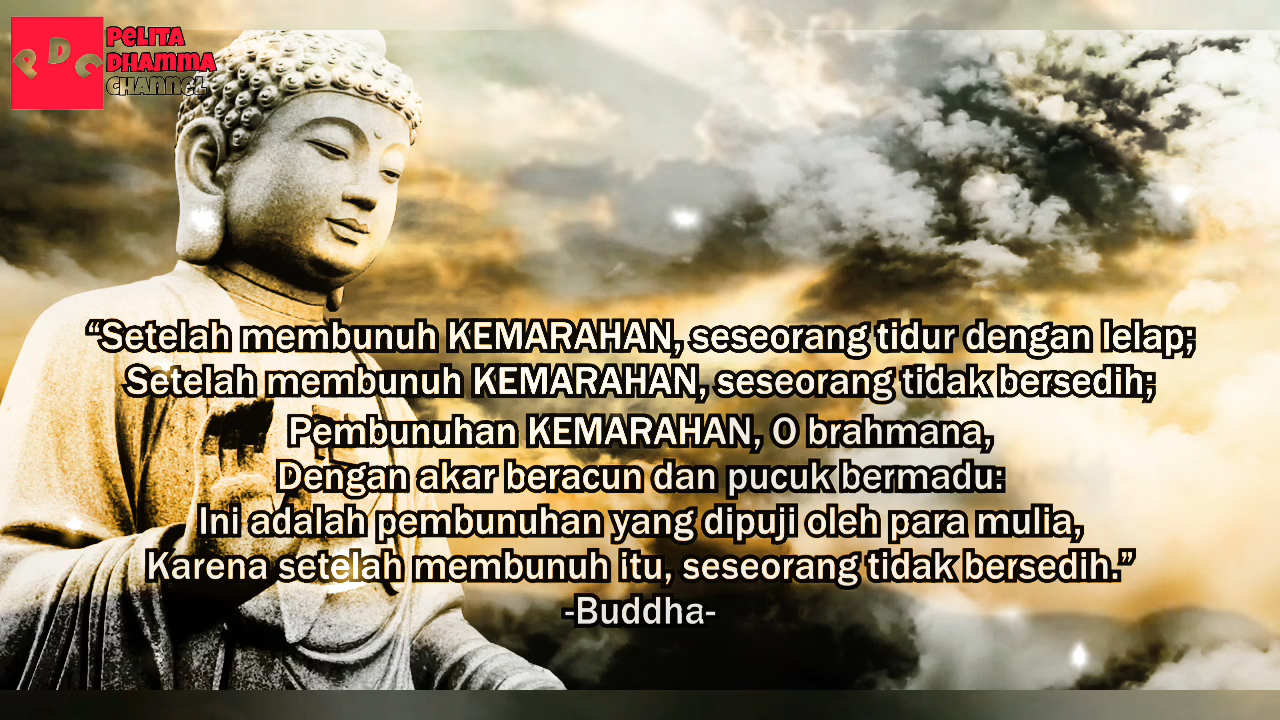 PDC
PELITA
DHAMMA
CHANNEL
“Setelah membunuh KEMARAHAN, seseorang tidur dengan lelap;
Setelah membunuh KEMARAHAN, seseorang tidak bersedih;
Pembunuhan KEMARAHAN, O brahmana,
Dengan akar beracun dan pucuk bermadu:
Ini adalah pembunuhan yang dipuji oleh para mulia,
Karena setelah membunuh itu, seseorang tidak bersedih.”
-Buddha-